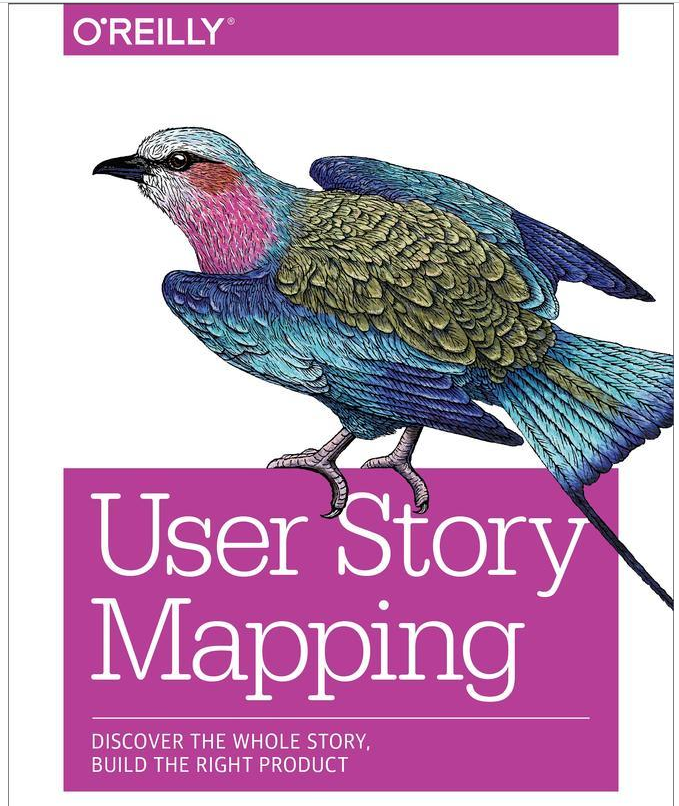 O'REILLY®
User Story
Mapping
DISCOVER THE WHOLE STORY,
BUILD THE RIGHT PRODUCT